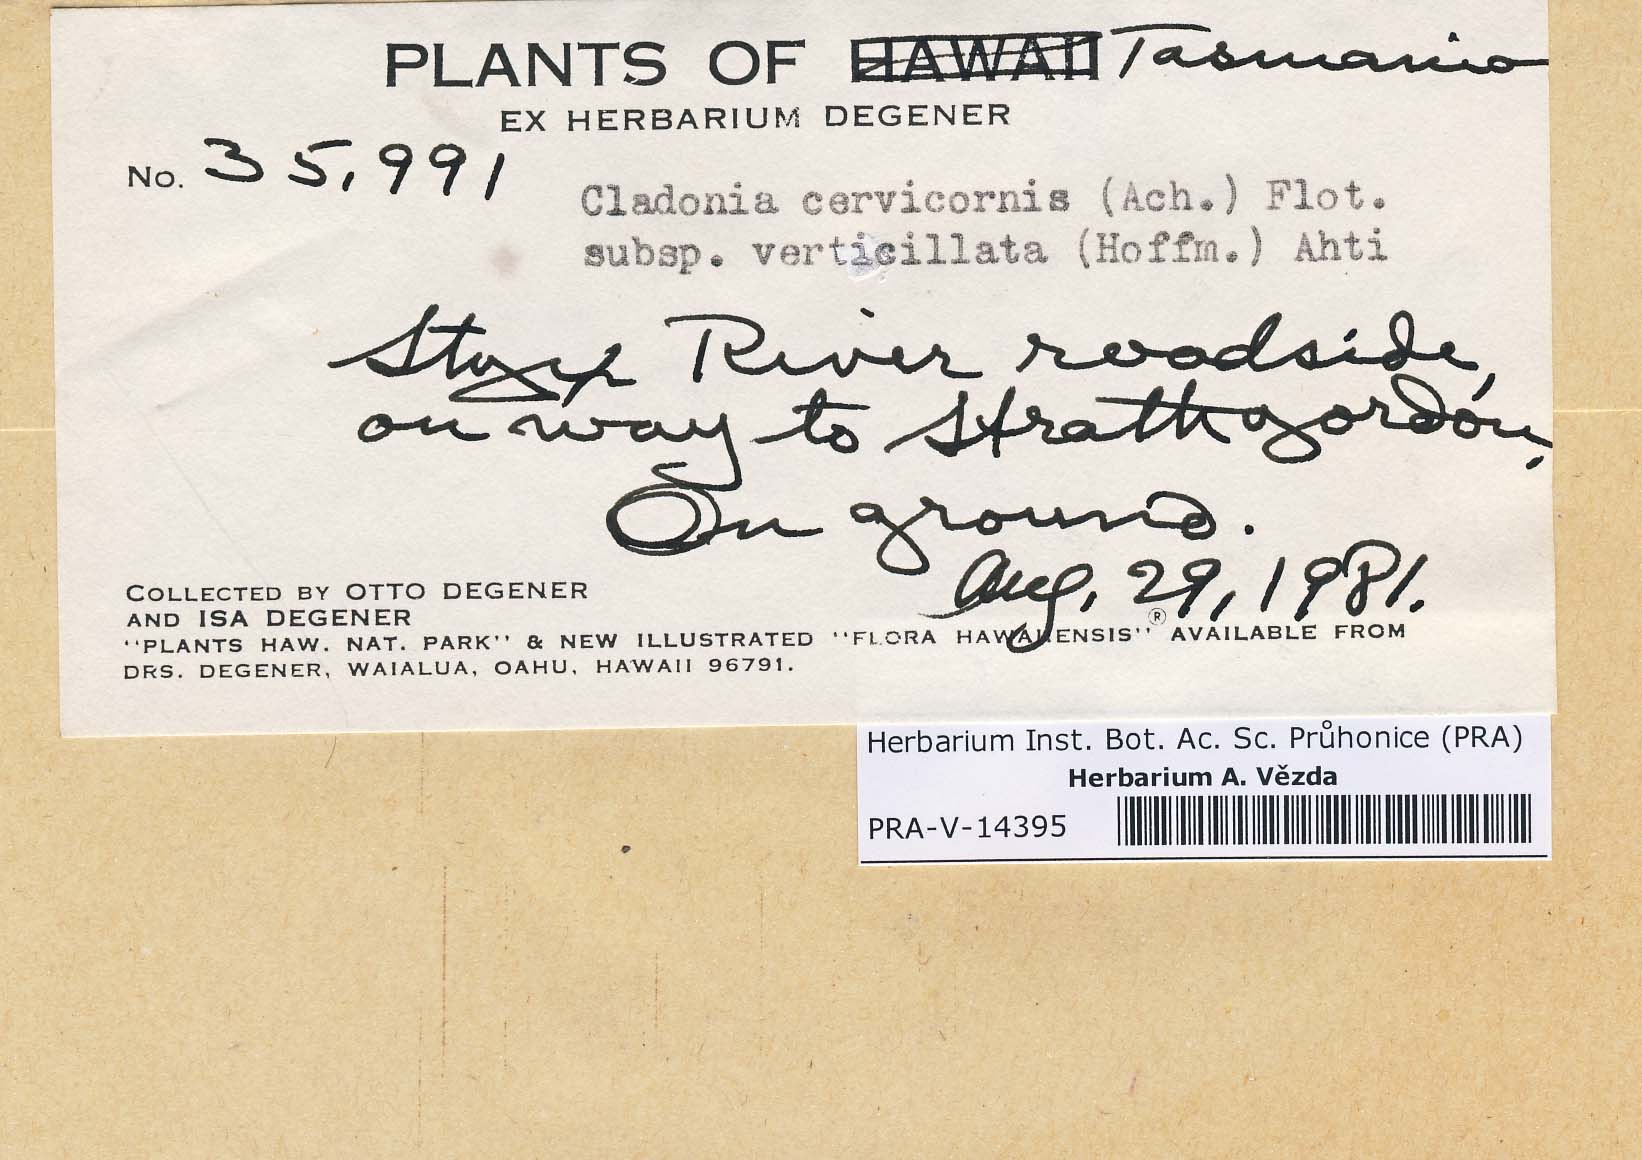 PLANTS OF HAWAII Tasmania
EX HERBARIUM DEGENER
No. 35,991
Cladonia cervicornis (Ach.) Flot.
subsp. verticillata (Hoffm.) Ahti
Styx River roadside,
on way to Strathgordon,
On ground.
Aug, 29, 1981.
COLLECTED BY OTTO DEGENER
AND ISA DEGENER
"PLANTS HAW. NAT. PARK" & NEW ILLUSTRATED "FLORA HAWAIIENSIS"® AVAILABLE FROM
DRS. DEGENER, WAIALUA, OAHU, HAWAII 96791.
Herbarium Inst. Bot. Ac. Sc. Průhonice (PRA)
Herbarium A. Vězda
PRA-V-14395